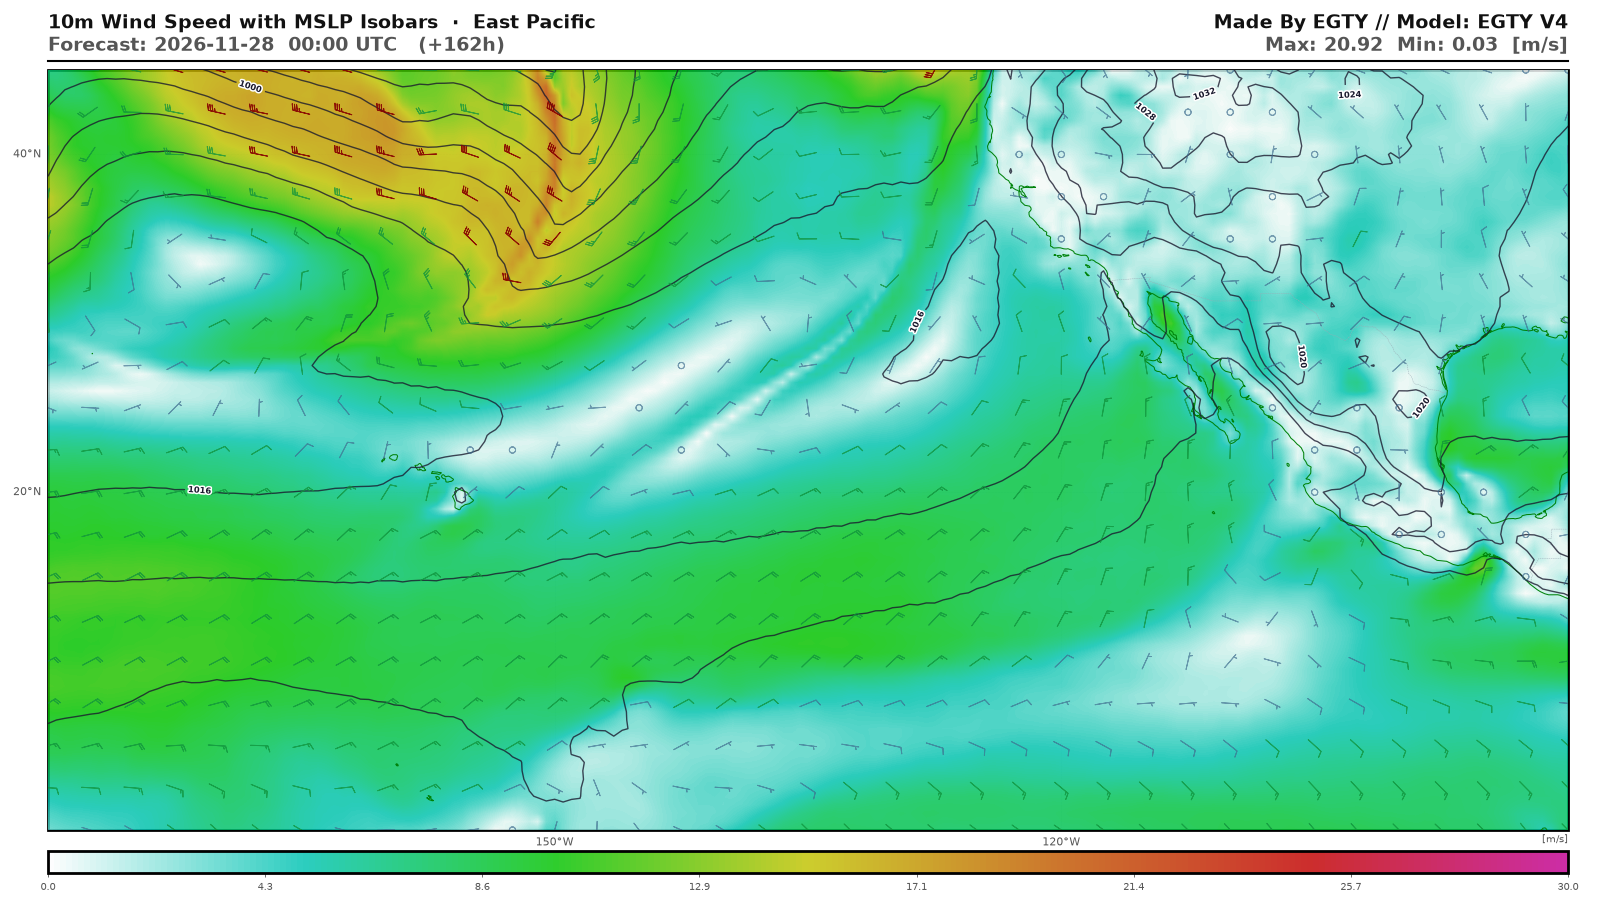 10m Wind Speed with MSLP Isobars · East Pacific
Made By EGTY // Model: EGTY V4
Forecast: 2026-11-28 00:00 UTC (+162h)
Max: 20.92 Min: 0.03 [m/s]
1000
1032
1024
1028
40°N
1016
1020
1020
20°N
1016
150°W
120°W
[m/s]
0.0
4.3
8.6
12.9
17.1
21.4
25.7
30.0